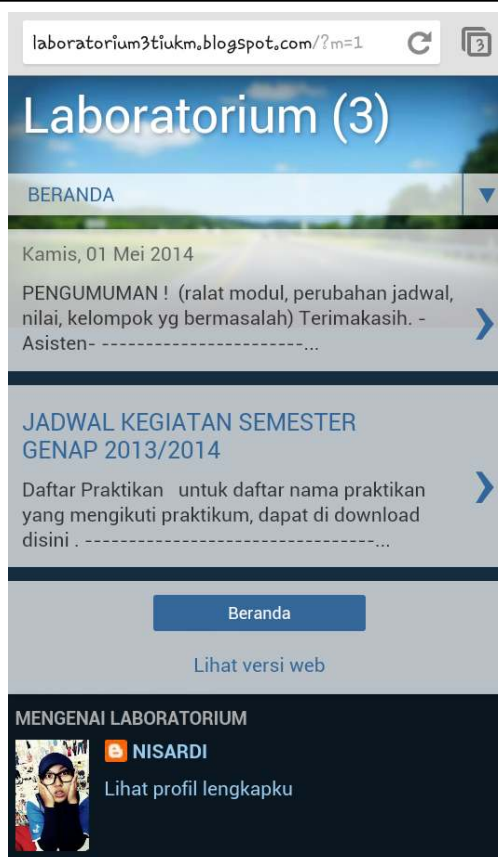 laboratorium3tiukm.blogspot.com/?m=1
3
Laboratorium (3)
BERANDA
Kamis, 01 Mei 2014
PENGUMUMAN ! (ralat modul, perubahan jadwal,
nilai, kelompok yg bermasalah) Terimakasih. -
Asisten- ------------------------...
JADWAL KEGIATAN SEMESTER
GENAP 2013/2014
Daftar Praktikan untuk daftar nama praktikan
yang mengikuti praktikum, dapat di download
disini . ---------------------------------...
Beranda
Lihat versi web
MENGENAI LABORATORIUM
NISARDI
Lihat profil lengkapku